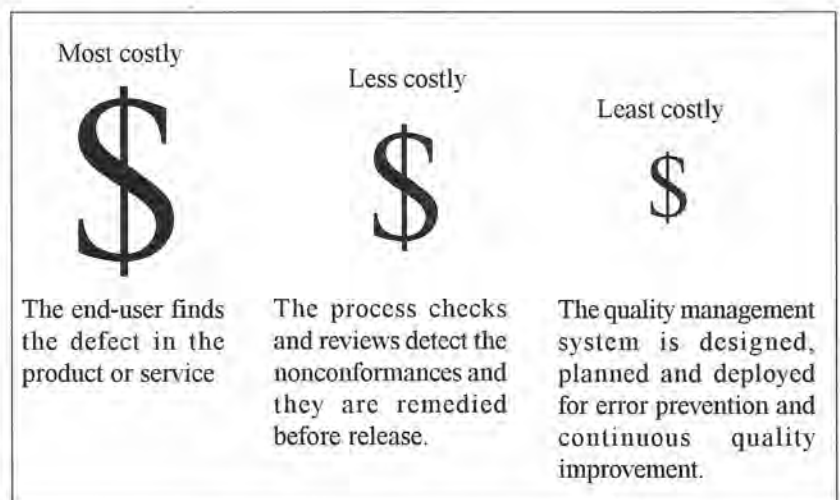 Most costly
$
The end-user finds
the defect in the
product or service
Less costly
$
The process checks
and reviews detect the
nonconformances and
they are remedied
before release.
Least costly
$
The quality management
system is designed,
planned and deployed
for error prevention and
continuous quality
improvement.